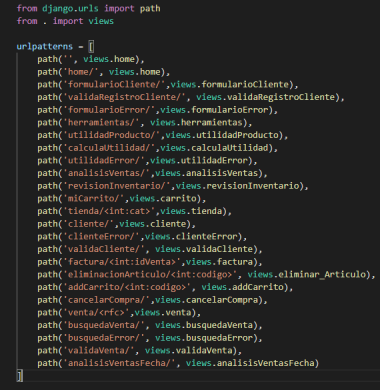 from django.urls import path
from . import views
urlpatterns = [
path('', views.home),
path('home/', views.home),
path('formularioCliente/',views.formularioCliente),
path('validaRegistroCliente/', views.validaRegistroCliente),
path('formularioError/',views.formularioError),
path('herramientas/', views.herramientas),
path('utilidadProducto/',views.utilidadProducto),
path('calculaUtilidad/',views.calculaUtilidad),
path('utilidadError/',views.utilidadError),
path('analisisVentas/',views.analisisVentas),
path('revisionInventario/',views.revisionInventario),
path('miCarrito/',views.carrito),
path('tienda/<int:cat>',views.tienda),
path('cliente/',views.cliente),
path('clienteError/',views.clienteError),
path('validaCliente/', views.validaCliente),
path('factura/<int:idVenta>',views.factura),
path('eliminacionArticulo/<int:codigo>', views.eliminar_Articulo),
path('addCarrito/<int:codigo>', views.addCarrito),
path('cancelarCompra/',views.cancelarCompra),
path('venta/<rfc>',views.venta),
path('busquedaVenta/', views.busquedaVenta),
path('busquedaError/', views.busquedaError),
path('validaVenta/', views.validaVenta),
path('analisisVentasFecha/', views.analisisVentasFecha)
]